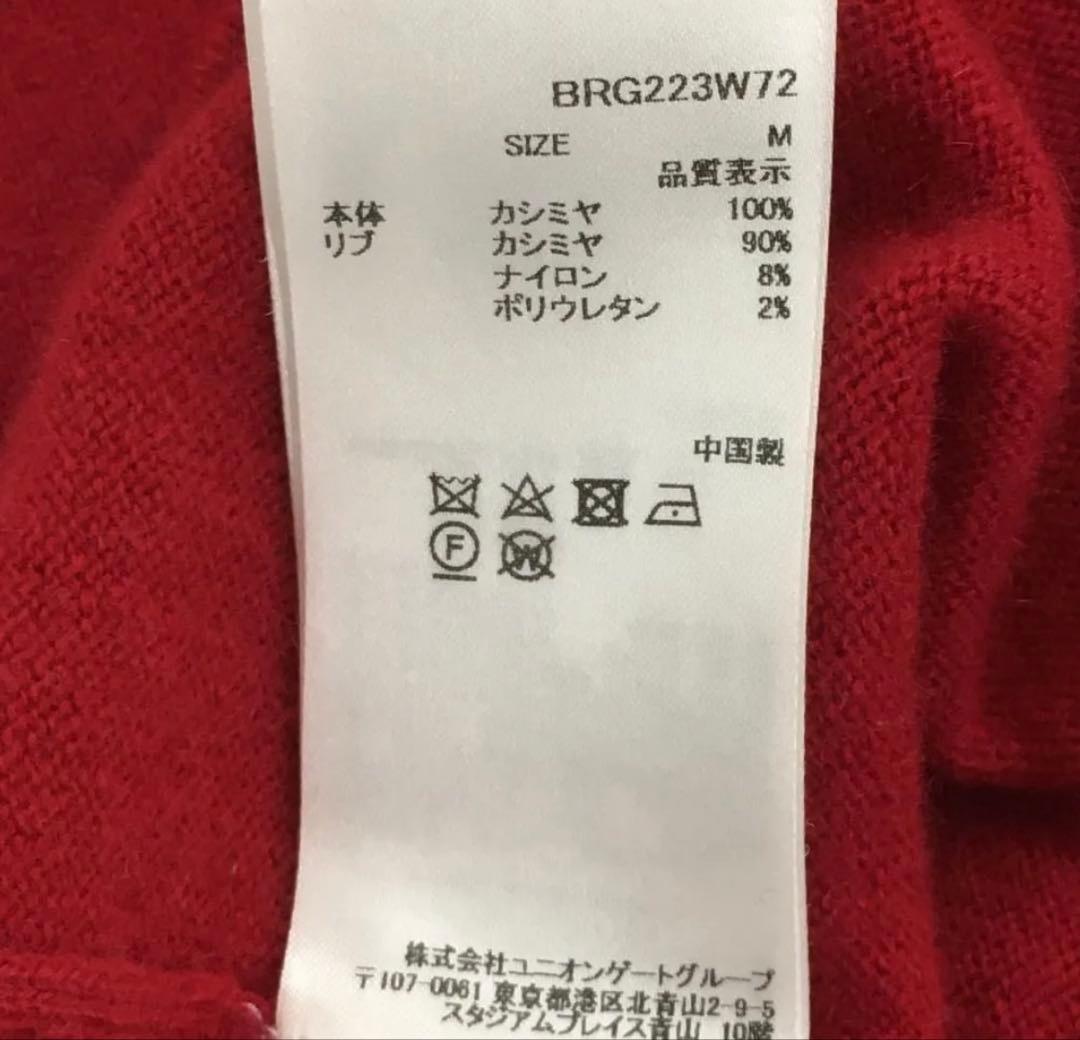 BRG223W72
SIZE M
品質表示
本体 カシミヤ 100%
リブ カシミヤ 90%
ナイロン 8%
ポリウレタン 2%
中国製
F W
株式会社ユニオンゲートグループ
〒107-0061 東京都港区北青山2-9-5
スタジアムプレイス青山 10階